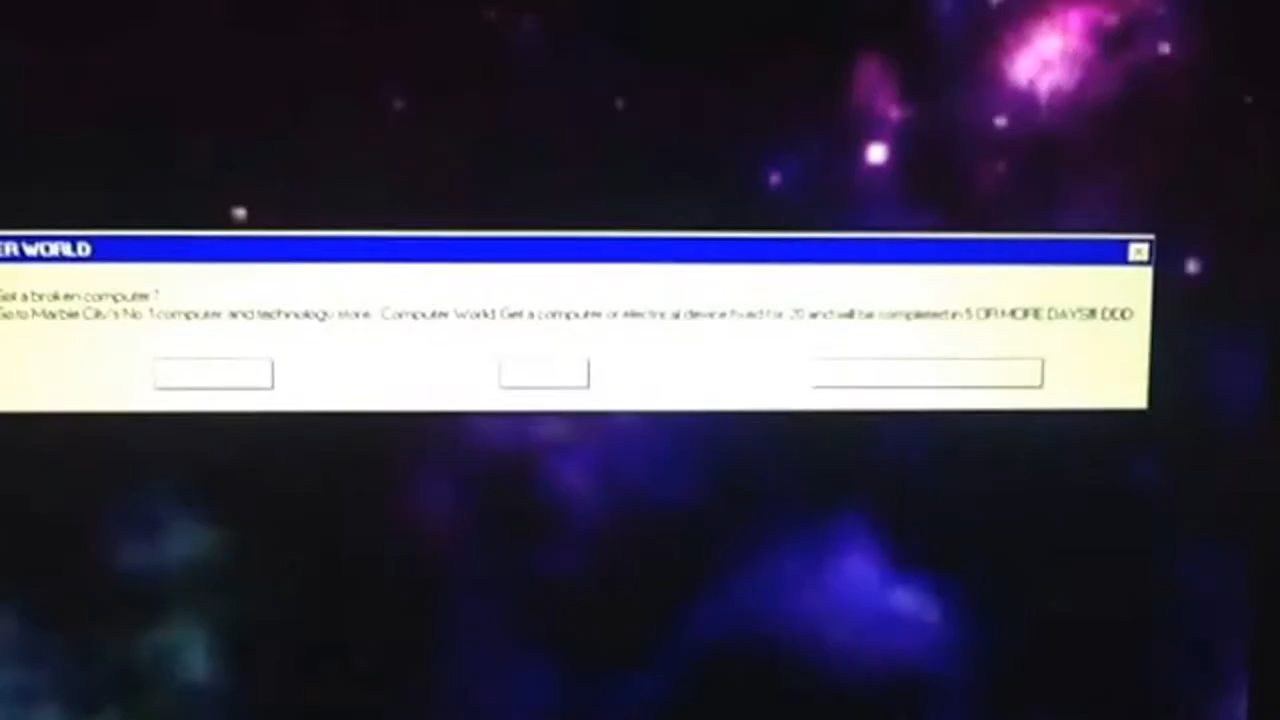 ER WORLD
Got a broken computer?
Go to Marble City's No. 1 computer and technology store. Computer World. Get a computer or electrical device fixed for 20 and will be completed in 5 OR MORE DAYS!!! DDD